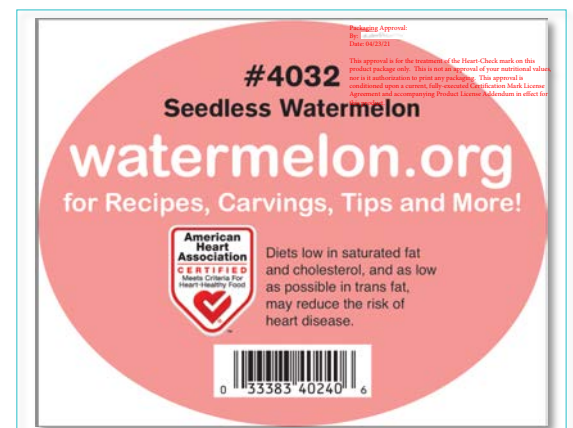 Packaging Approval:
By:
Date: 04/23/21
This approval is for the treatment of the Heart-Check mark on this
product package only. This is not an approval of your nutritional values,
nor is it authorization to print any packaging. This approval is
conditioned upon a current, fully-executed Certification Mark License
Agreement and accompanying Product License Addendum in effect for
#4032
Seedless Watermelon
watermelon.org
for Recipes, Carvings, Tips and More!
American
Heart
Association
CERTIFIED
Meets Criteria For
Heart-Healthy Food
™
Diets low in saturated fat
and cholesterol, and as low
as possible in trans fat,
may reduce the risk of
heart disease.
0 33383 40240 6